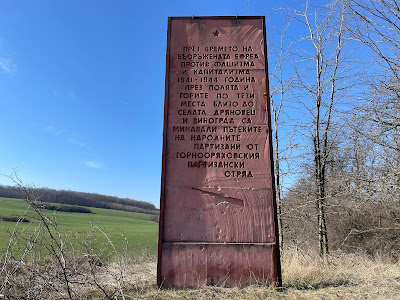 ПРЕЗ ВРЕМЕТО НА
ВЪОРЪЖЕНАТА БОРБА
ПРОТИВ ФАШИЗМА
И КАПИТАЛИЗМА
1941-1944 ГОДИНА
ПРЕЗ ПОЛЯТА И
ГОРИТЕ ПО ТЕЗИ
МЕСТА БЛИЗО ДО
СЕЛАТА ДРЯНОВЕЦ
И ВИНОГРАД СА
МИНАВАЛИ ПЪТЕКИТЕ
НА НАРОДНИТЕ
ПАРТИЗАНИ ОТ
ГОРНООРЯХОВСКИЯ
ПАРТИЗАНСКИ
ОТРЯД